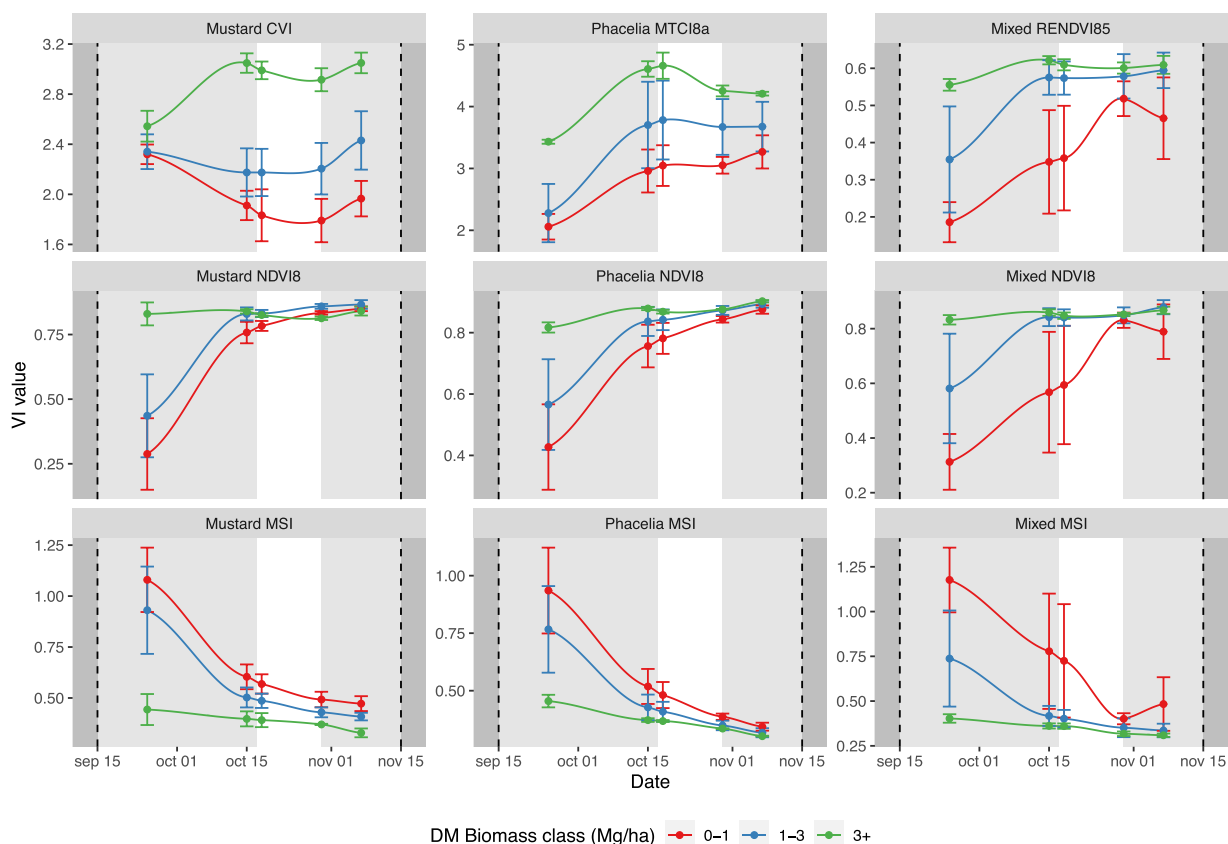 Mustard CVI
Phacelia MTCI8a
Mixed RENDVI85
3.2
2.8
2.4
2.0
1.6
5
4
3
2
0.6
0.5
0.4
0.3
0.2
Mustard NDVI8
Phacelia NDVI8
Mixed NDVI8
VI value
0.75
0.50
0.25
0.8
0.6
0.4
0.8
0.6
0.4
0.2
Mustard MSI
Phacelia MSI
Mixed MSI
1.25
1.00
0.75
0.50
1.00
0.75
0.50
1.25
1.00
0.75
0.50
0.25
sep 15 oct 01 oct 15 nov 01 nov 15
sep 15 oct 01 oct 15 nov 01 nov 15
sep 15 oct 01 oct 15 nov 01 nov 15
Date
DM Biomass class (Mg/ha) 0−1 1−3 3+